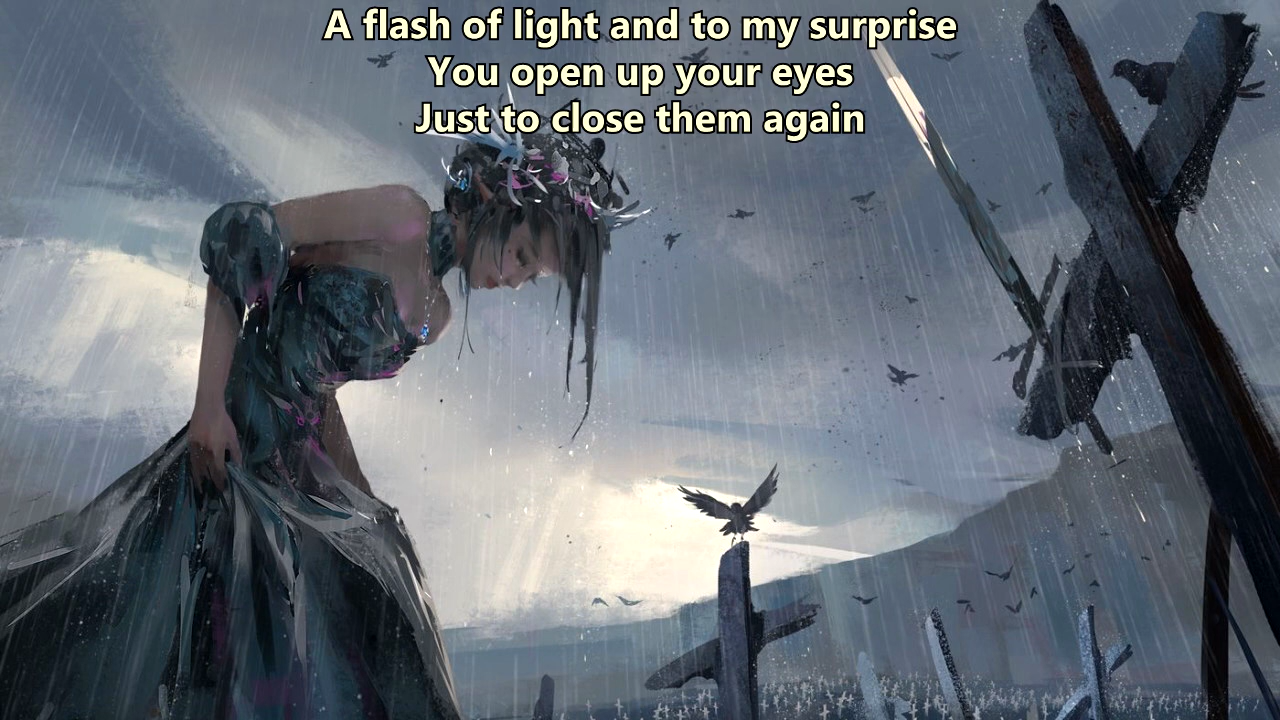 A flash of light and to my surprise
You open up your eyes
Just to close them again